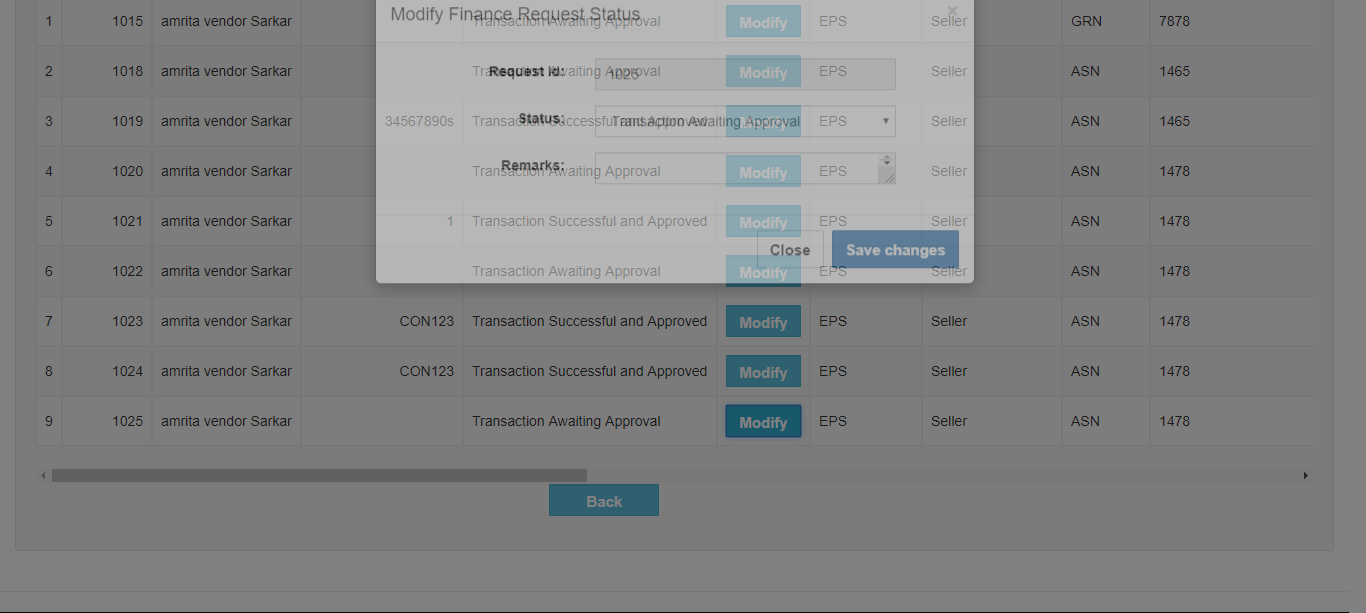 Modify Finance Request Status ×
1 1015 amrita vendor Sarkar Transaction Awaiting Approval Modify EPS Seller GRN 7878
Request Id: 1025
2 1018 amrita vendor Sarkar Transaction Awaiting Approval Modify EPS Seller ASN 1465
Status: Transaction Awaiting Approval
3 1019 amrita vendor Sarkar 34567890s Transaction Successful and Approved Modify EPS Seller ASN 1465
Remarks:
4 1020 amrita vendor Sarkar Transaction Awaiting Approval Modify EPS Seller ASN 1478
5 1021 amrita vendor Sarkar 1 Transaction Successful and Approved Modify EPS Seller ASN 1478
Close Save changes
6 1022 amrita vendor Sarkar Transaction Awaiting Approval Modify EPS Seller ASN 1478
7 1023 amrita vendor Sarkar CON123 Transaction Successful and Approved Modify EPS Seller ASN 1478
8 1024 amrita vendor Sarkar CON123 Transaction Successful and Approved Modify EPS Seller ASN 1478
9 1025 amrita vendor Sarkar Transaction Awaiting Approval Modify EPS Seller ASN 1478
Back